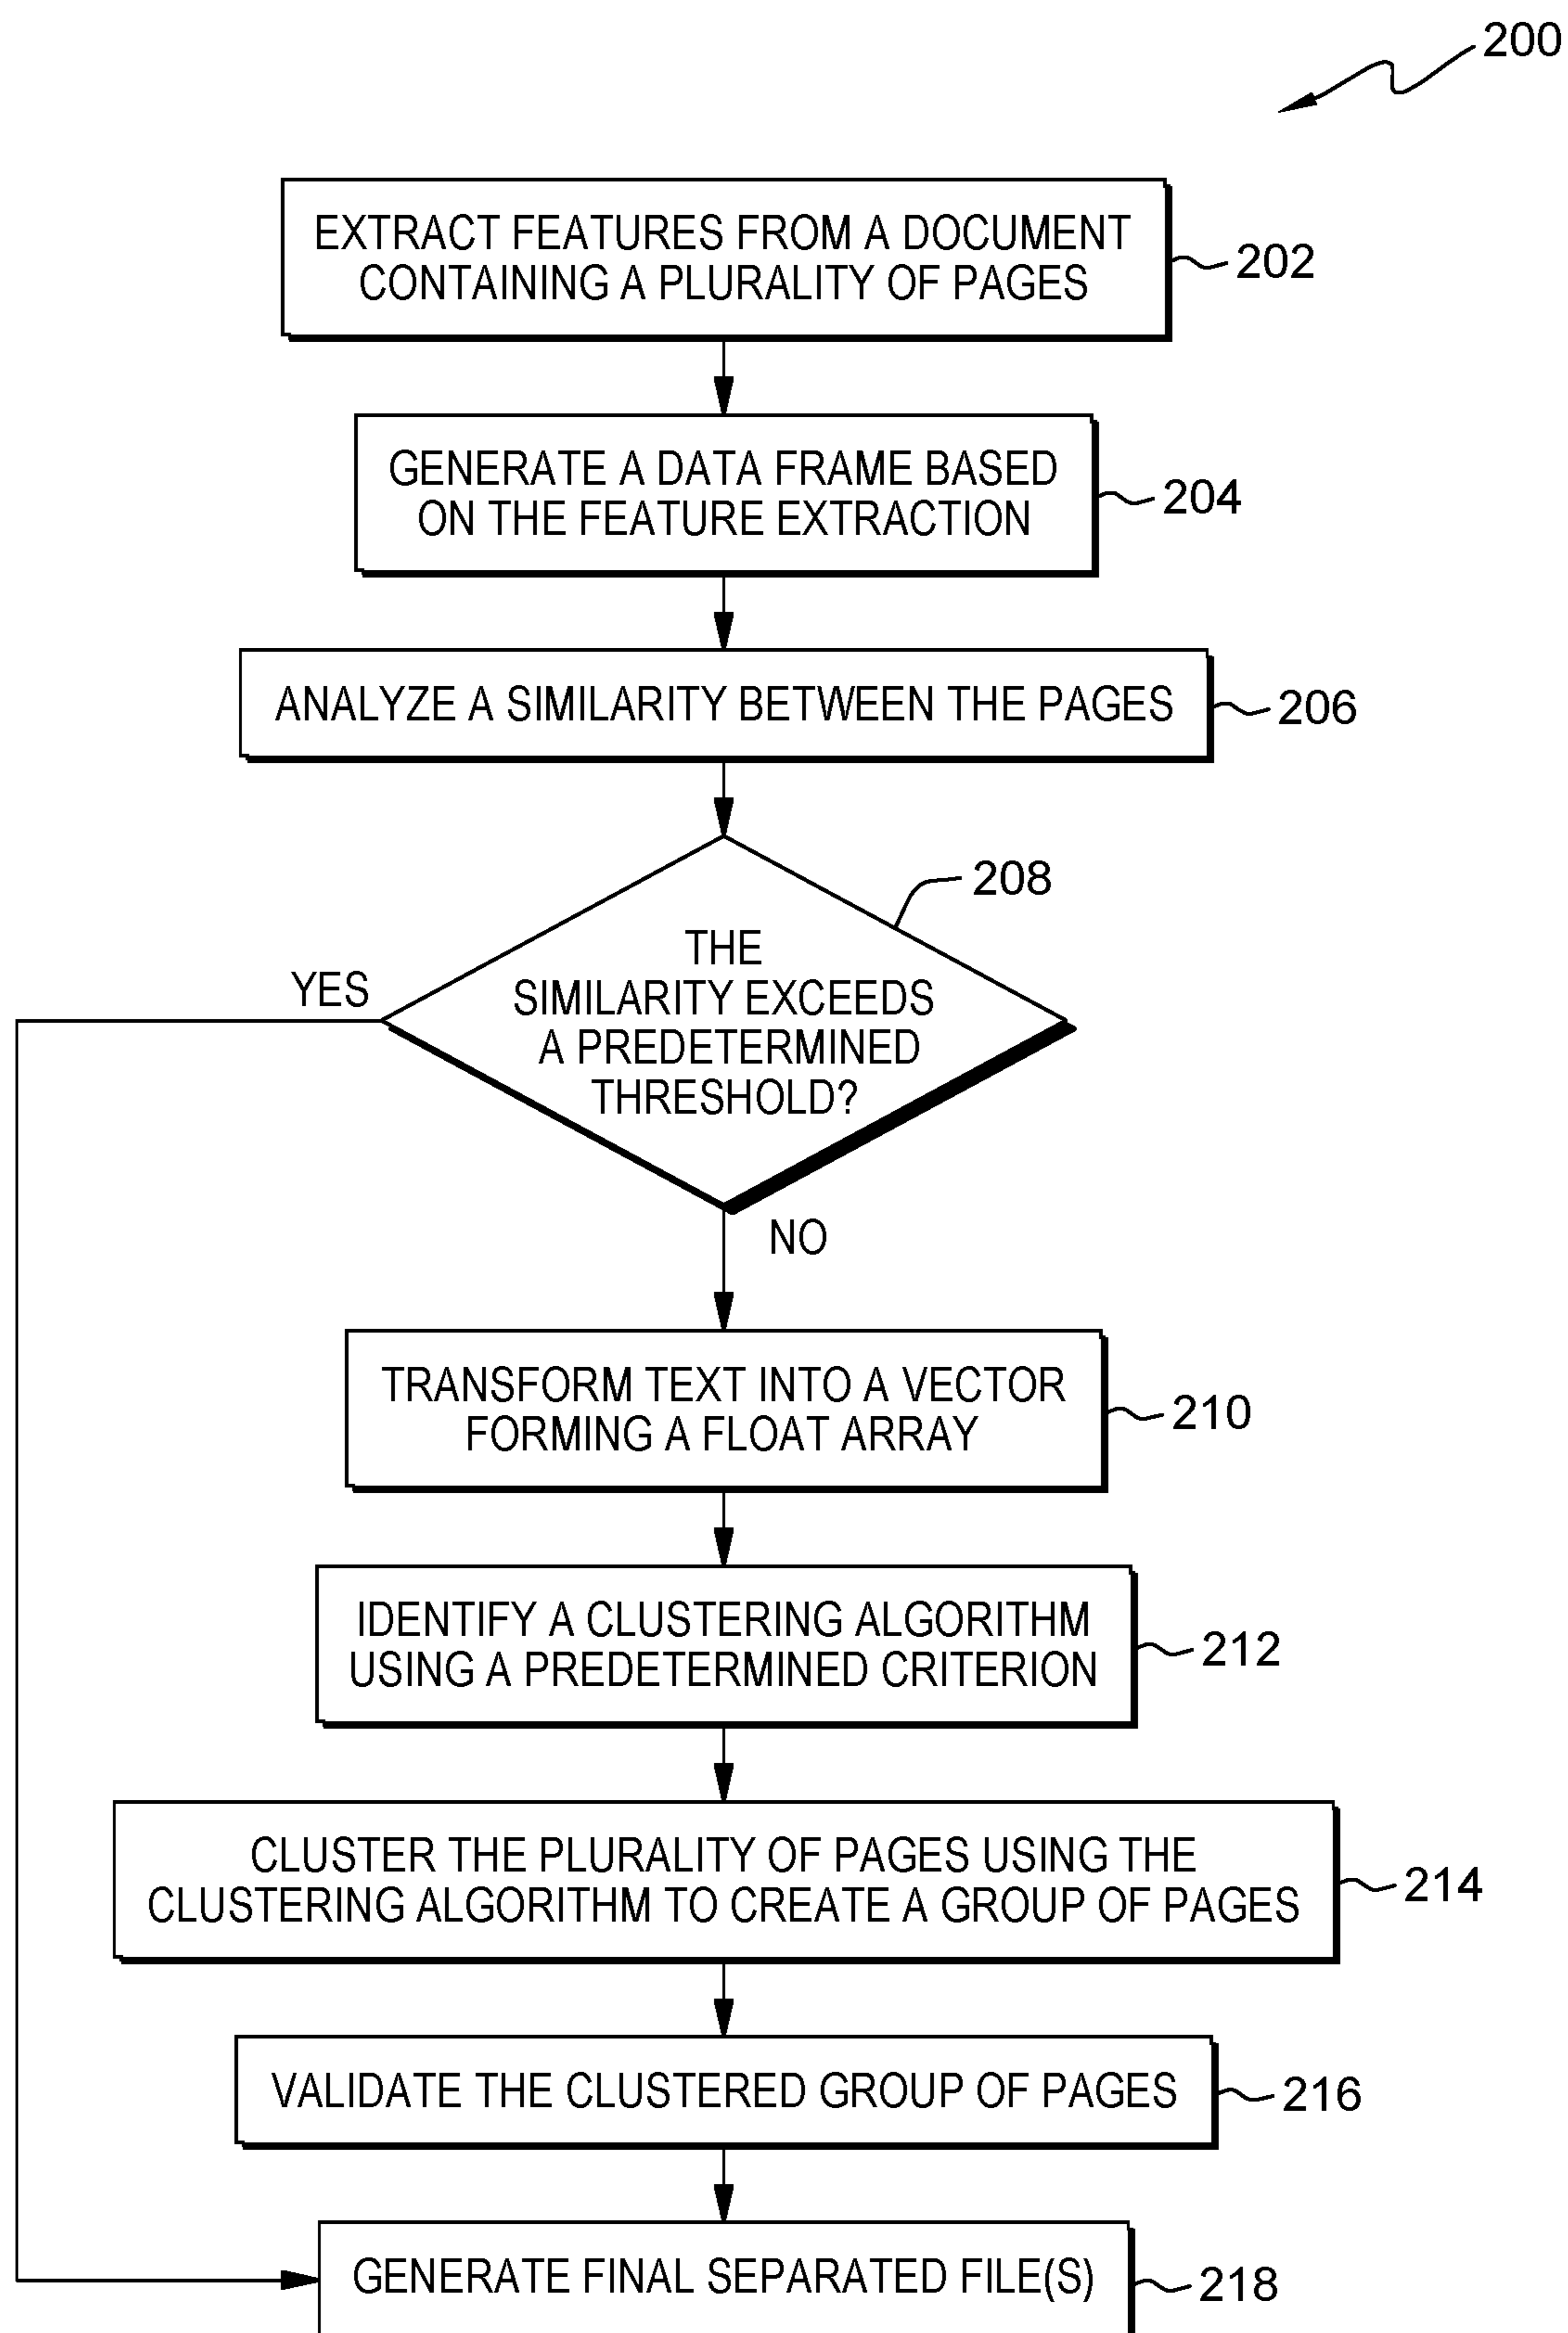 200
EXTRACT FEATURES FROM A DOCUMENT
CONTAINING A PLURALITY OF PAGES
202
GENERATE A DATA FRAME BASED
ON THE FEATURE EXTRACTION
204
ANALYZE A SIMILARITY BETWEEN THE PAGES
206
208
THE
SIMILARITY EXCEEDS
A PREDETERMINED
THRESHOLD?
YES
NO
TRANSFORM TEXT INTO A VECTOR
FORMING A FLOAT ARRAY
210
IDENTIFY A CLUSTERING ALGORITHM
USING A PREDETERMINED CRITERION
212
CLUSTER THE PLURALITY OF PAGES USING THE
CLUSTERING ALGORITHM TO CREATE A GROUP OF PAGES
214
VALIDATE THE CLUSTERED GROUP OF PAGES
216
GENERATE FINAL SEPARATED FILE(S)
218